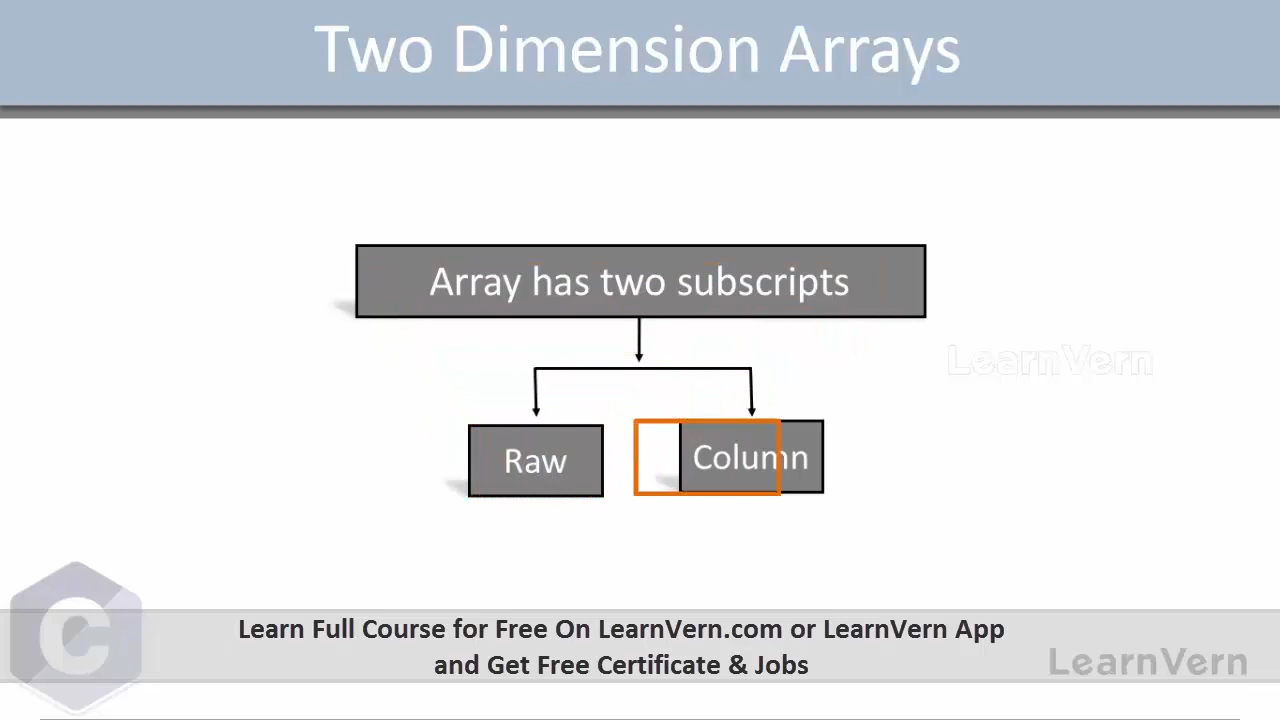 Two Dimension Arrays
Array has two subscripts
LearnVern
Raw
Column
C
Learn Full Course for Free On LearnVern.com or LearnVern App
and Get Free Certificate & Jobs
LearnVern